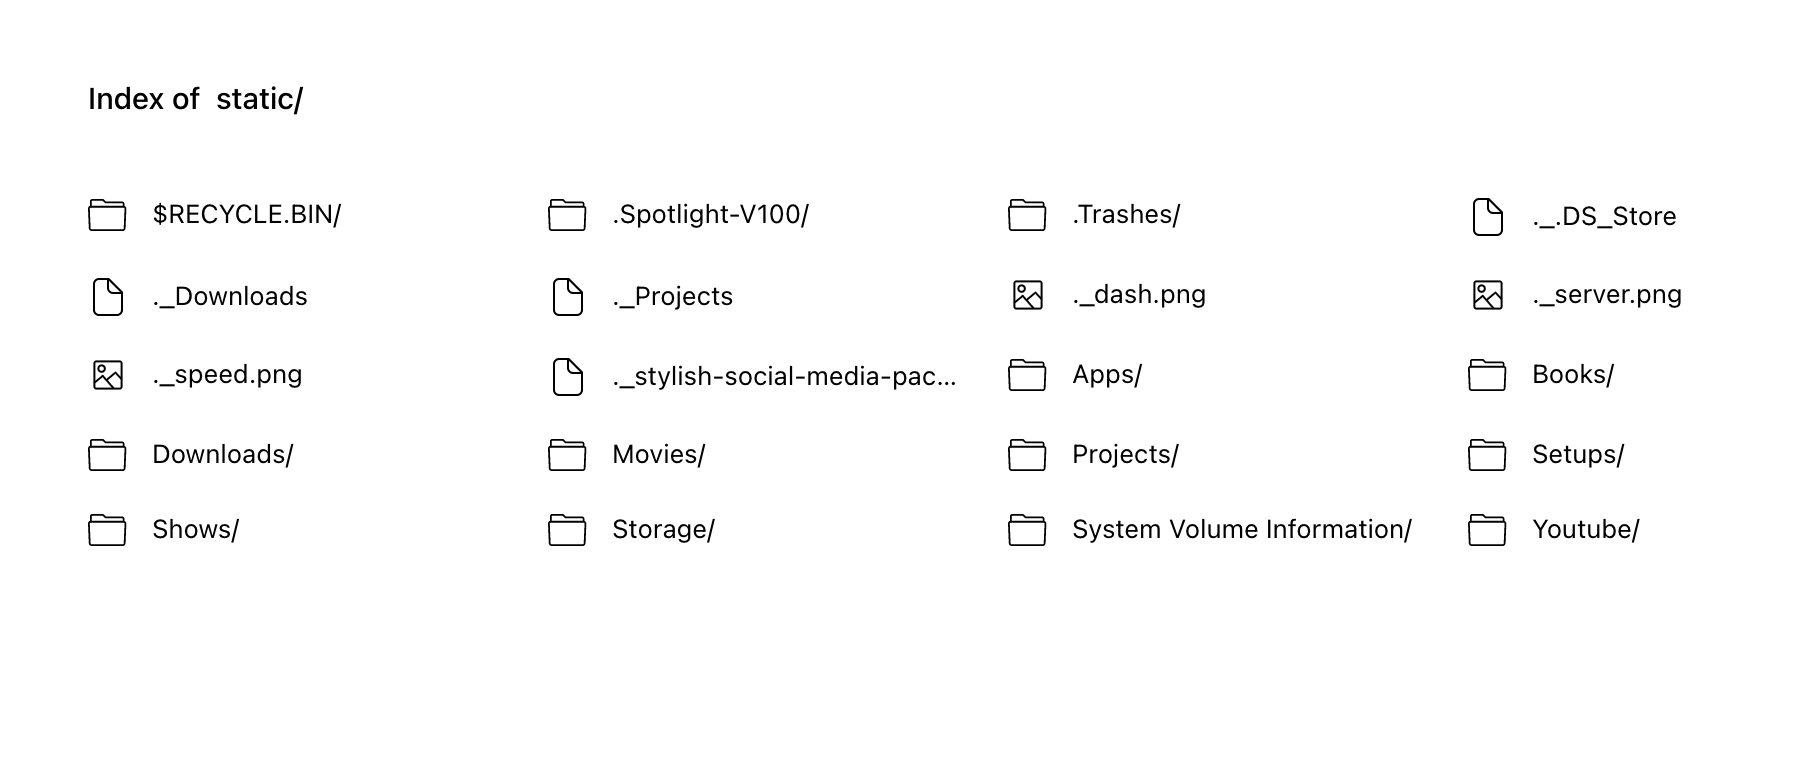 Index of static/
$RECYCLE.BIN/
.Spotlight-V100/
.Trashes/
._.DS_Store
._Downloads
._Projects
._dash.png
._server.png
._speed.png
._stylish-social-media-pac...
Apps/
Books/
Downloads/
Movies/
Projects/
Setups/
Shows/
Storage/
System Volume Information/
Youtube/